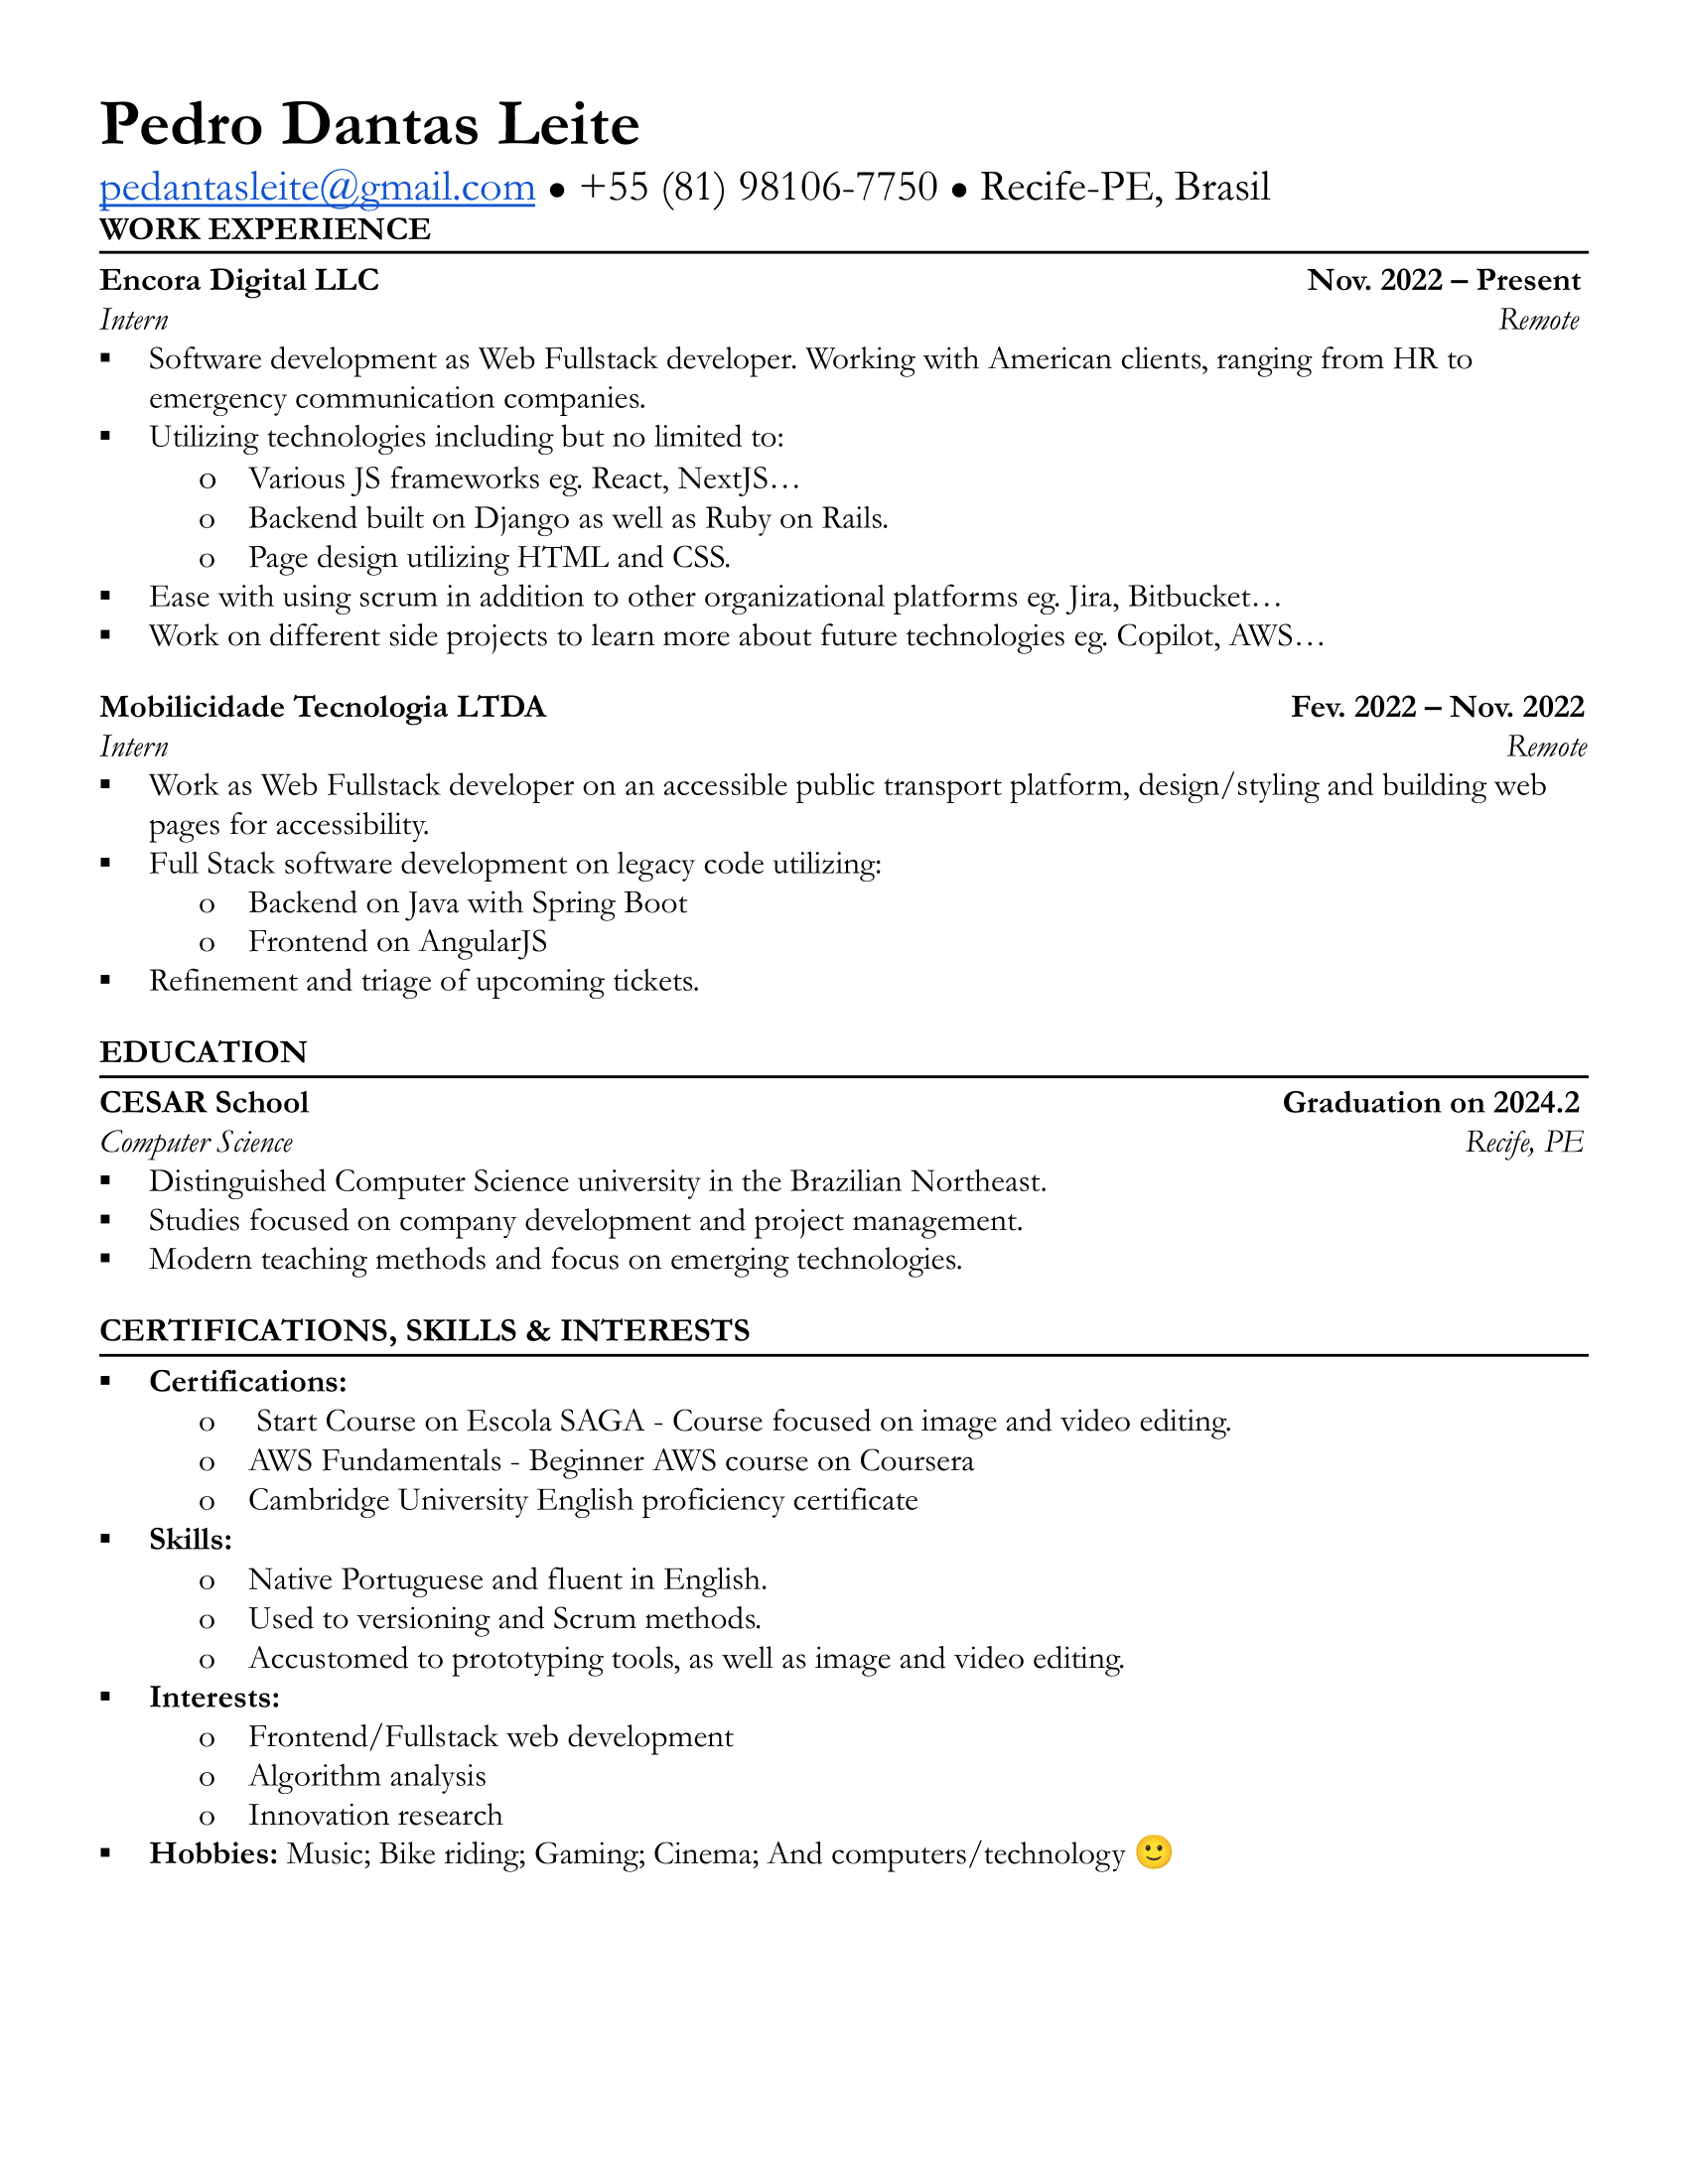 Pedro Dantas Leite
pedantasleite@gmail.com ● +55 (81) 98106-7750 ● Recife-PE, Brasil
WORK EXPERIENCE
Encora Digital LLC Nov. 2022 – Present
Intern Remote
▪ Software development as Web Fullstack developer. Working with American clients, ranging from HR to
emergency communication companies.
▪ Utilizing technologies including but no limited to:
o Various JS frameworks eg. React, NextJS…
o Backend built on Django as well as Ruby on Rails.
o Page design utilizing HTML and CSS.
▪ Ease with using scrum in addition to other organizational platforms eg. Jira, Bitbucket…
▪ Work on different side projects to learn more about future technologies eg. Copilot, AWS…
Mobilicidade Tecnologia LTDA Fev. 2022 – Nov. 2022
Intern Remote
▪ Work as Web Fullstack developer on an accessible public transport platform, design/styling and building web
pages for accessibility.
▪ Full Stack software development on legacy code utilizing:
o Backend on Java with Spring Boot
o Frontend on AngularJS
▪ Refinement and triage of upcoming tickets.
EDUCATION
CESAR School Graduation on 2024.2
Computer Science Recife, PE
▪ Distinguished Computer Science university in the Brazilian Northeast.
▪ Studies focused on company development and project management.
▪ Modern teaching methods and focus on emerging technologies.
CERTIFICATIONS, SKILLS & INTERESTS
▪ Certifications:
o Start Course on Escola SAGA - Course focused on image and video editing.
o AWS Fundamentals - Beginner AWS course on Coursera
o Cambridge University English proficiency certificate
▪ Skills:
o Native Portuguese and fluent in English.
o Used to versioning and Scrum methods.
o Accustomed to prototyping tools, as well as image and video editing.
▪ Interests:
o Frontend/Fullstack web development
o Algorithm analysis
o Innovation research
▪ Hobbies: Music; Bike riding; Gaming; Cinema; And computers/technology 🙂